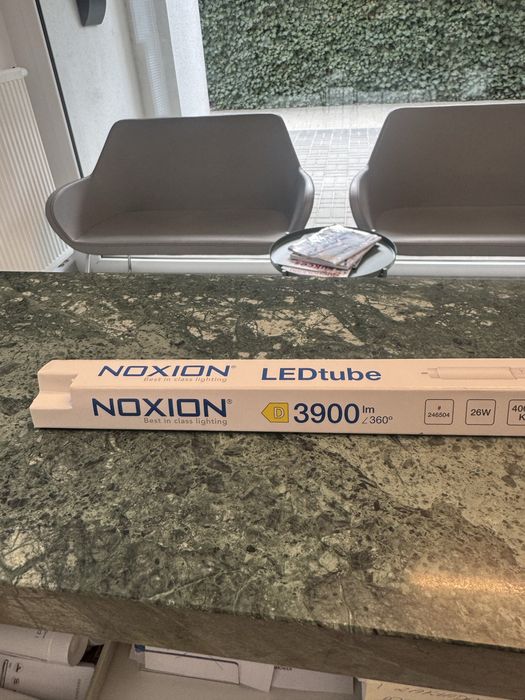 NOXION®
Best in class lighting
LEDtube
NOXION®
Best in class lighting
D
3900 lm
∠360°
#
246504
26W